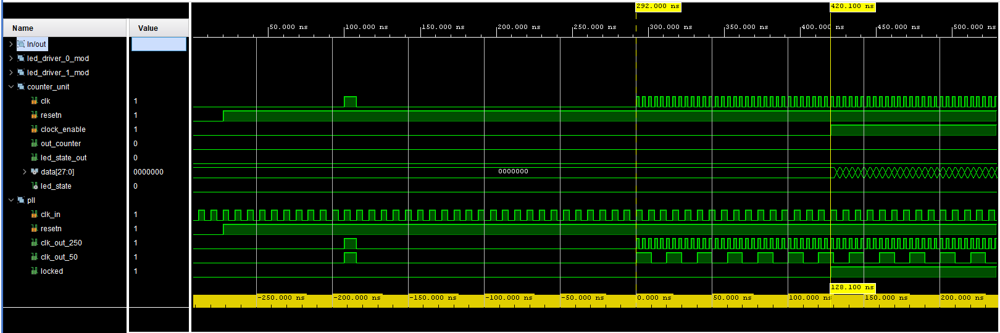 292.000 ns 420.100 ns
Name Value
50.000 ns 100.000 ns 150.000 ns 200.000 ns 250.000 ns 300.000 ns 350.000 ns 400.000 ns 450.000 ns 500.000 ns
In/out
led_driver_0_mod
led_driver_1_mod
counter_unit
clk 1
resetn 1
clock_enable 1
out_counter 0
led_state_out 0
data[27:0] 0000000 0000000
led_state 0
pll
clk_in 1
resetn 1
clk_out_250 1
clk_out_50 1
locked 1
128.100 ns
-250.000 ns -200.000 ns -150.000 ns -100.000 ns -50.000 ns 0.000 ns 50.000 ns 100.000 ns 150.000 ns 200.000 ns